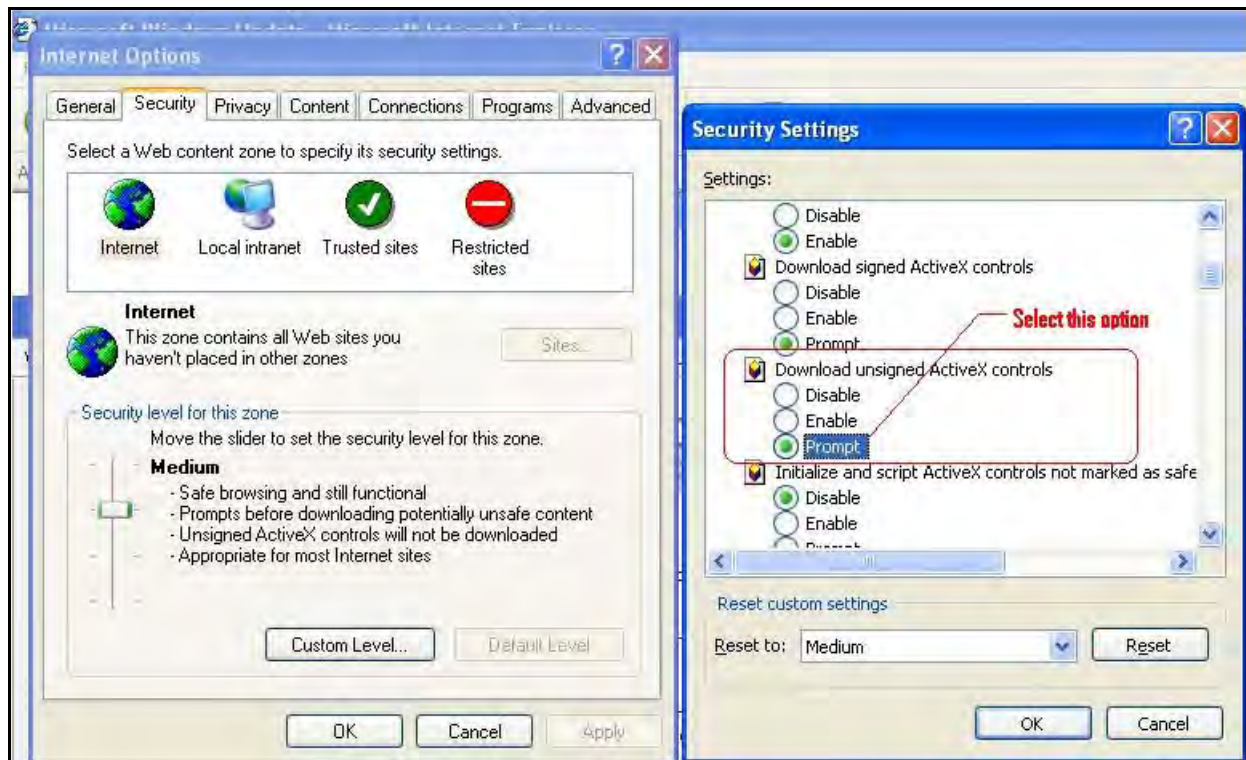 Internet Options
General Security Privacy Content Connections Programs Advanced
Select a Web content zone to specify its security settings.
Internet Local intranet Trusted sites Restricted sites
Internet
This zone contains all Web sites you
haven't placed in other zones
Sites...
Security level for this zone
Move the slider to set the security level for this zone.
Medium
- Safe browsing and still functional
- Prompts before downloading potentially unsafe content
- Unsigned ActiveX controls will not be downloaded
- Appropriate for most Internet sites
Custom Level... Default Level
OK Cancel Apply
Security Settings
Settings:
Disable
Enable
Download signed ActiveX controls
Disable
Enable
Select this option
Prompt
Download unsigned ActiveX controls
Disable
Enable
Prompt
Initialize and script ActiveX controls not marked as safe
Disable
Enable
Prompt
Reset custom settings
Reset to: Medium Reset
OK Cancel